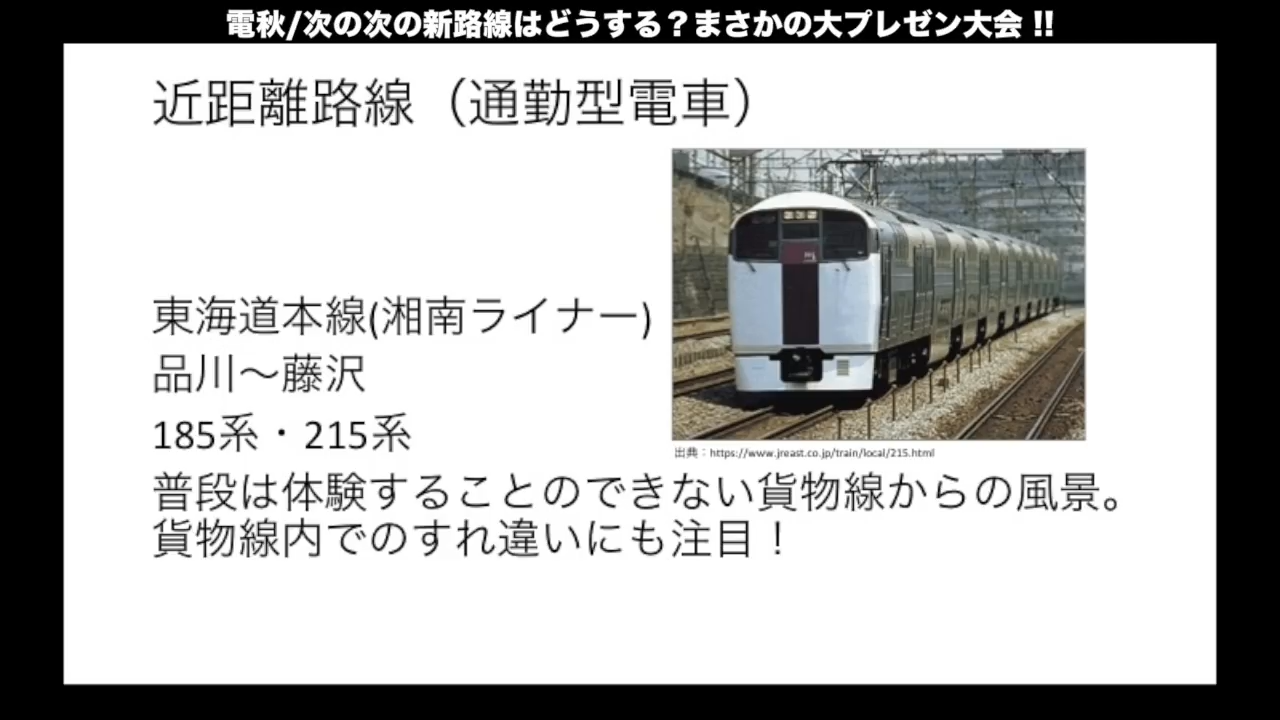 電秋/次の次の新路線はどうする？まさかの大プレゼン大会 !!
近距離路線（通勤型電車）
東海道本線(湘南ライナー)
品川～藤沢
185系・215系
出典：https://www.jreast.co.jp/train/local/215.html
普段は体験することのできない貨物線からの風景。
貨物線内でのすれ違いにも注目！